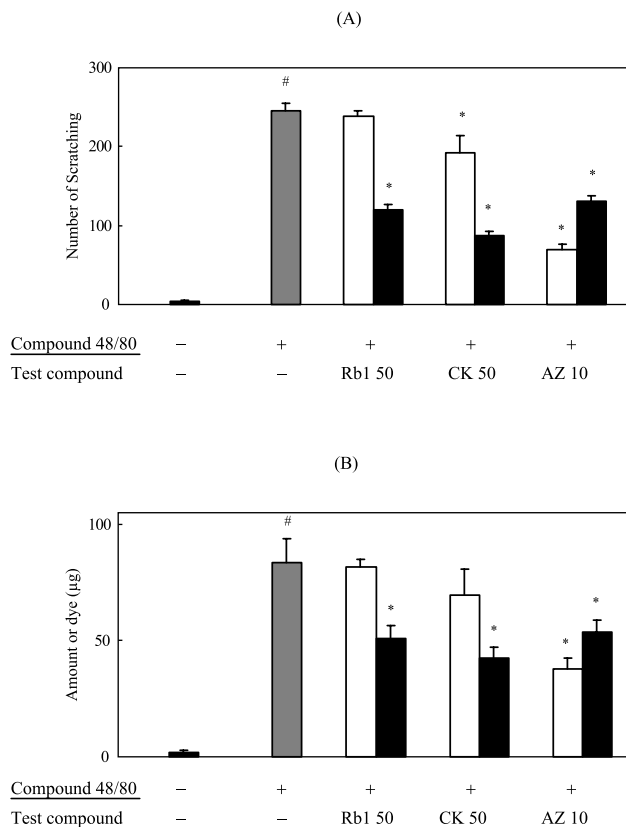 (A)
300
200
100
0
Number of Scratching
#
*
*
*
*
*
Compound 48/80 – + + + +
Test compound – – Rb1 50 CK 50 AZ 10
(B)
100
50
0
Amount or dye (µg)
#
*
*
*
*
Compound 48/80 – + + + +
Test compound – – Rb1 50 CK 50 AZ 10